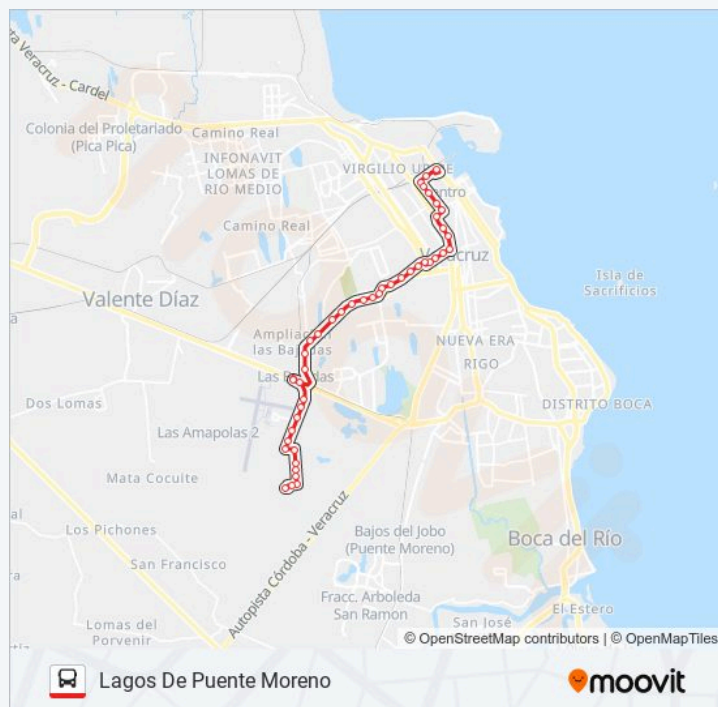 sta Veracruz - Cardel
Colonia del Proletariado
(Pica Pica)
Camino Real
INFONAVIT
LOMAS DE
RIO MEDIO
VIRGILIO
Camino Real
Veracruz
Isla de
Sacrificios
Valente Díaz
Ampliación
las Bajadas
NUEVA ERA
RIGO
Las Bajadas
Dos Lomas
DISTRITO BOCA
Las Amapolas 2
Mata Cocuite
Los Pichones
Bajos del Jobo
(Puente Moreno)
Boca del Río
San Francisco
Autopista Córdoba - Veracruz
Fracc. Arboleda
San Ramon
El Estero
Lomas del
Porvenir
San José
© OpenStreetMap contributors | © OpenMapTiles
Lagos De Puente Moreno
moovit